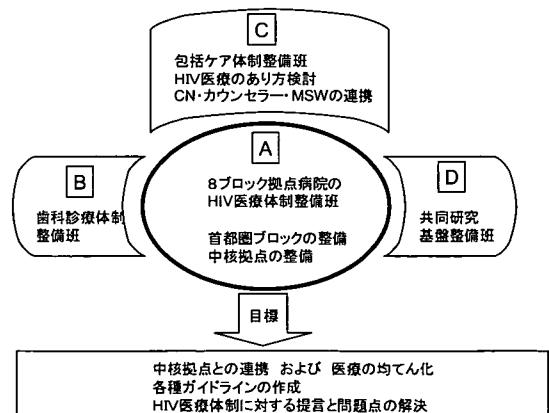 C
包括ケア体制整備班
HIV医療のあり方検討
CN・カウンセラー・MSWの連携
A
8ブロック拠点病院の
HIV医療体制整備班
首都圏ブロックの整備
中核拠点の整備
B
歯科診療体制
整備班
D
共同研究
基盤整備班
目標
中核拠点との連携 および 医療の均てん化
各種ガイドラインの作成
HIV医療体制に対する提言と問題点の解決